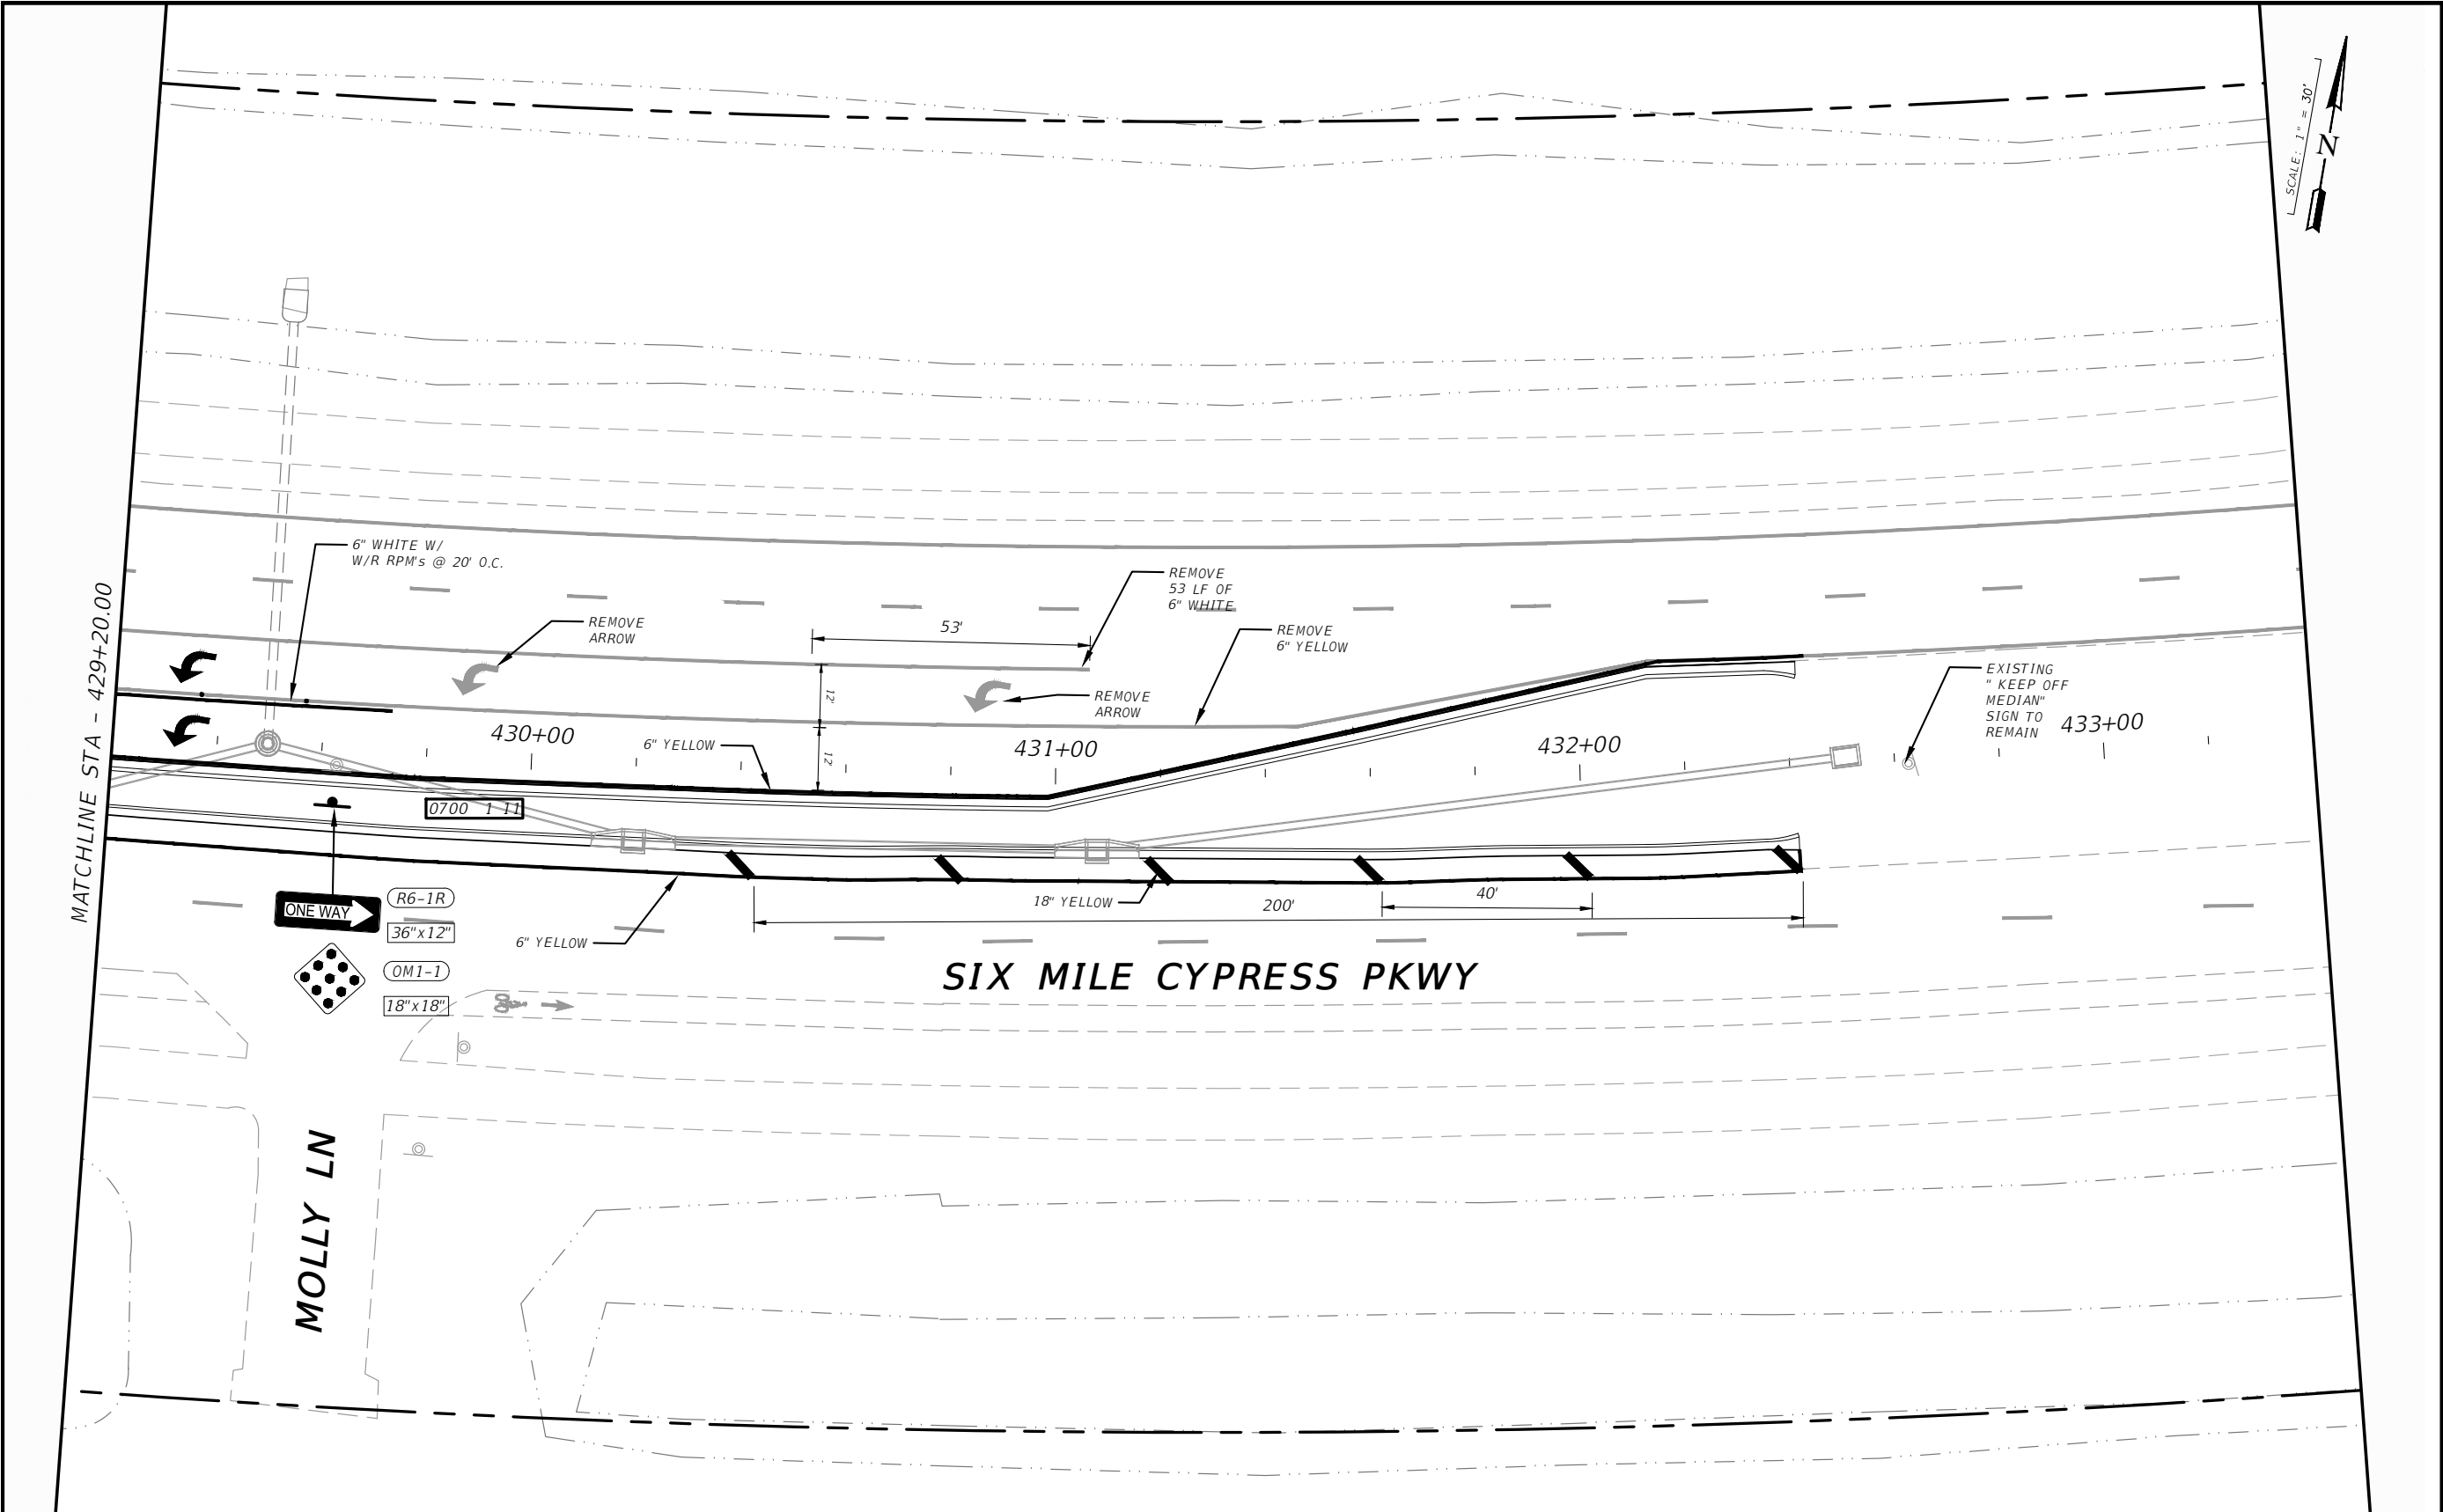 SCALE: 1" = 30'
N
MATCHLINE STA - 429+20.00
6" WHITE W/
W/R RPM's @ 20' O.C.
REMOVE
ARROW
53'
REMOVE
53 LF OF
6" WHITE
REMOVE
6" YELLOW
12'
REMOVE
ARROW
EXISTING
" KEEP OFF
MEDIAN"
SIGN TO
REMAIN
430+00
431+00
432+00
433+00
6" YELLOW
12'
0700 1 11
ONE WAY
R6-1R
36"x12"
OM1-1
18"x18"
6" YELLOW
18" YELLOW
200'
40'
SIX MILE CYPRESS PKWY
MOLLY LN